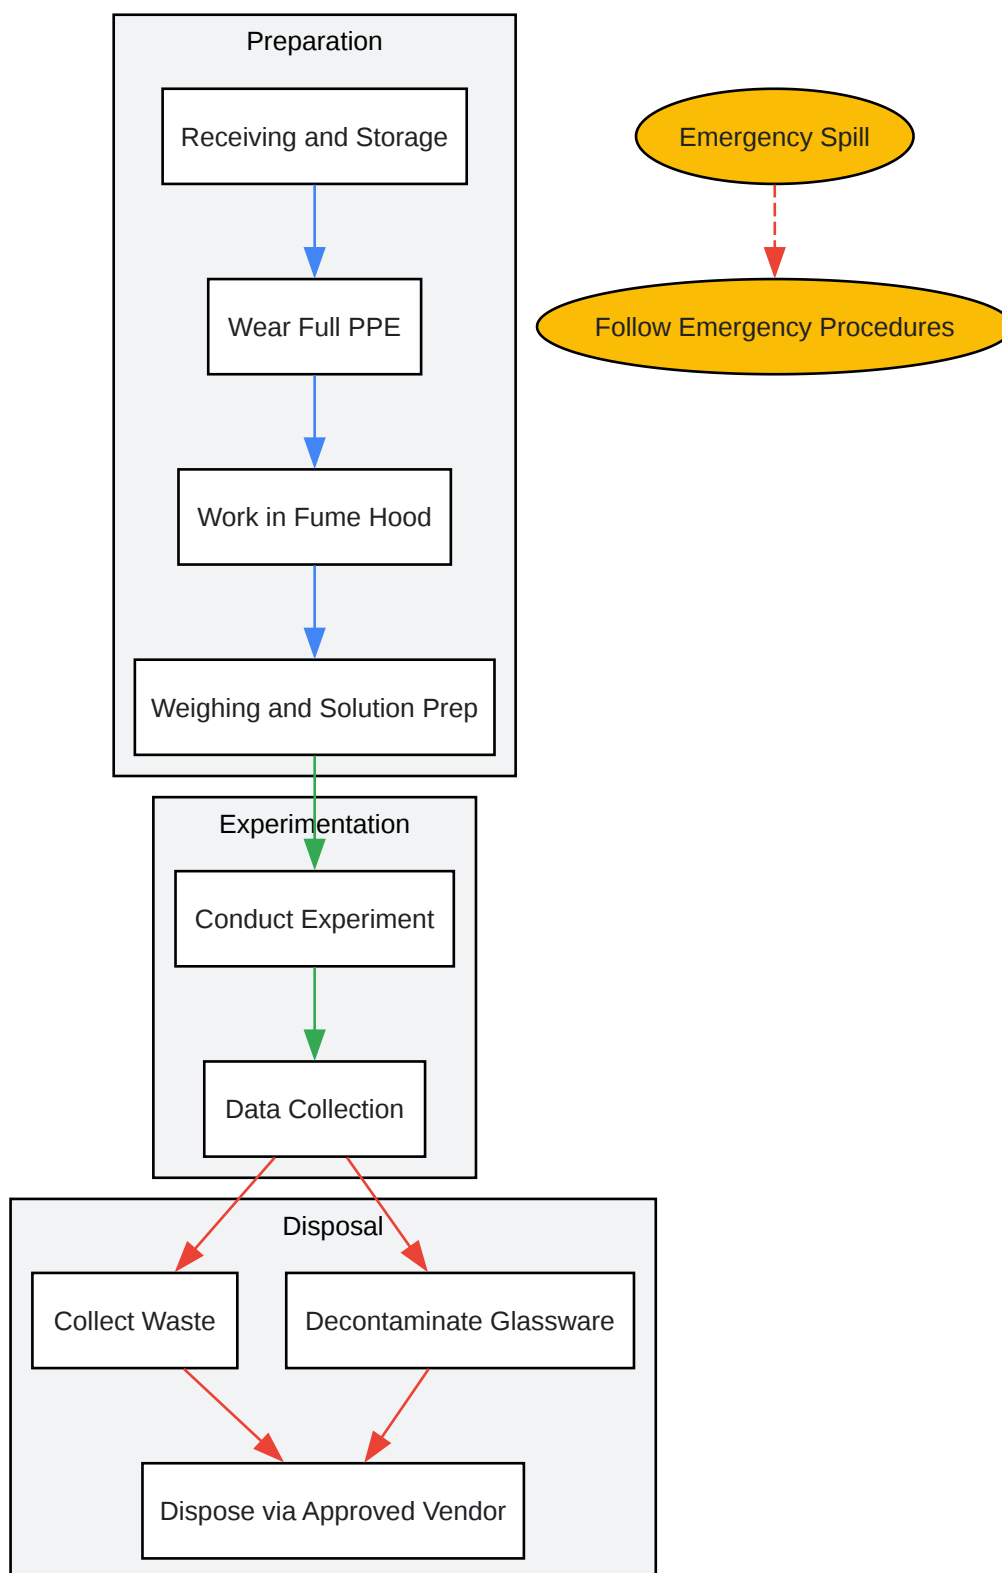 Preparation
Receiving and Storage
Wear Full PPE
Work in Fume Hood
Weighing and Solution Prep
Emergency Spill
Follow Emergency Procedures
Experimentation
Conduct Experiment
Data Collection
Disposal
Collect Waste
Decontaminate Glassware
Dispose via Approved Vendor